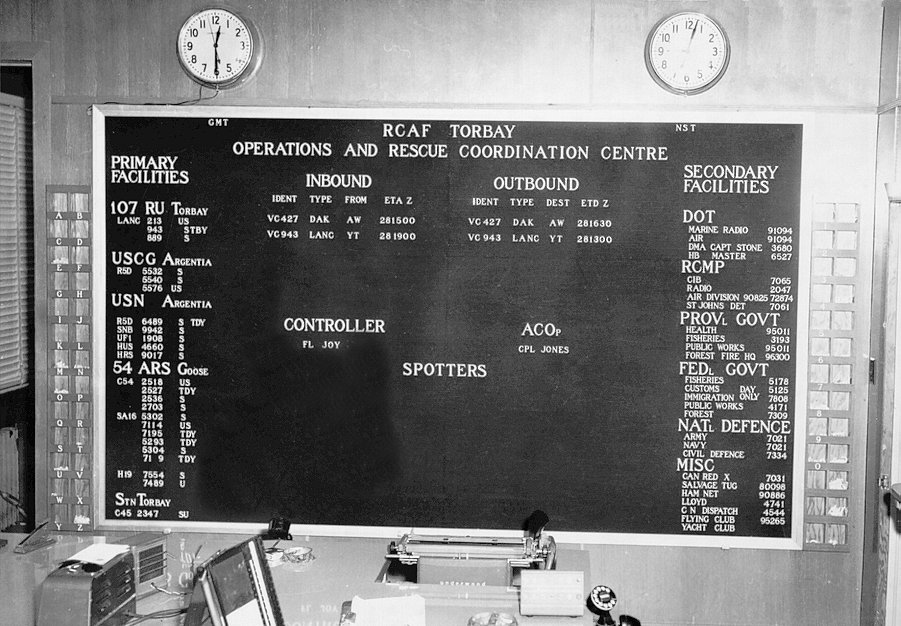 GMT
NST
RCAF TORBAY
OPERATIONS AND RESCUE COORDINATION CENTRE
PRIMARY
FACILITIES
107 RU TORBAY
LANC 213 US
943 STBY
889 S
USCG ARGENTIA
R5D 5532 S
5540 S
5576 US
USN ARGENTIA
R5D 6489 S TDY
SNB 9942 S
UF1 1908 S
HUS 4660 S
HRS 9017 S
54 ARS GOOSE
C54 2518 US
2527 TDY
2536 S
2703 S
SA16 5302 S
7114 US
7195 TDY
5293 TDY
5304 S
71 9 TDY
H19 7554 S
7489 U
STN TORBAY
C45 2347 SU
INBOUND
IDENT TYPE FROM ETA Z
VC427 DAK AW 281500
VC943 LANC YT 281900
OUTBOUND
IDENT TYPE DEST ETD Z
VC427 DAK AW 281630
VC943 LANC YT 281300
CONTROLLER
FL JOY
ACOP
CPL JONES
SPOTTERS
SECONDARY
FACILITIES
DOT
MARINE RADIO 91094
AIR 91094
DMA CAPT STONE 3680
HB MASTER 6527
RCMP
CIB 7065
RADIO 2047
AIR DIVISION 90825 72874
ST JOHNS DET 7061
PROVL GOVT
HEALTH 95011
FISHERIES 3193
PUBLIC WORKS 95011
FOREST FIRE HQ 96300
FEDL GOVT
FISHERIES 5178
CUSTOMS DAY 5125
IMMIGRATION ONLY 7808
PUBLIC WORKS 4171
FOREST 7309
NATL DEFENCE
ARMY 7021
NAVY 7021
CIVIL DEFENCE 7334
MISC
CAN RED X 7031
SALVAGE TUG 80098
HAM NET 90886
LLOYD 4741
C N DISPATCH 4544
FLYING CLUB 95265
YACHT CLUB
A B
C D
E F
G H
I J
K L
M N
O P
Q R
S T
U V
W X
Y Z
underwood